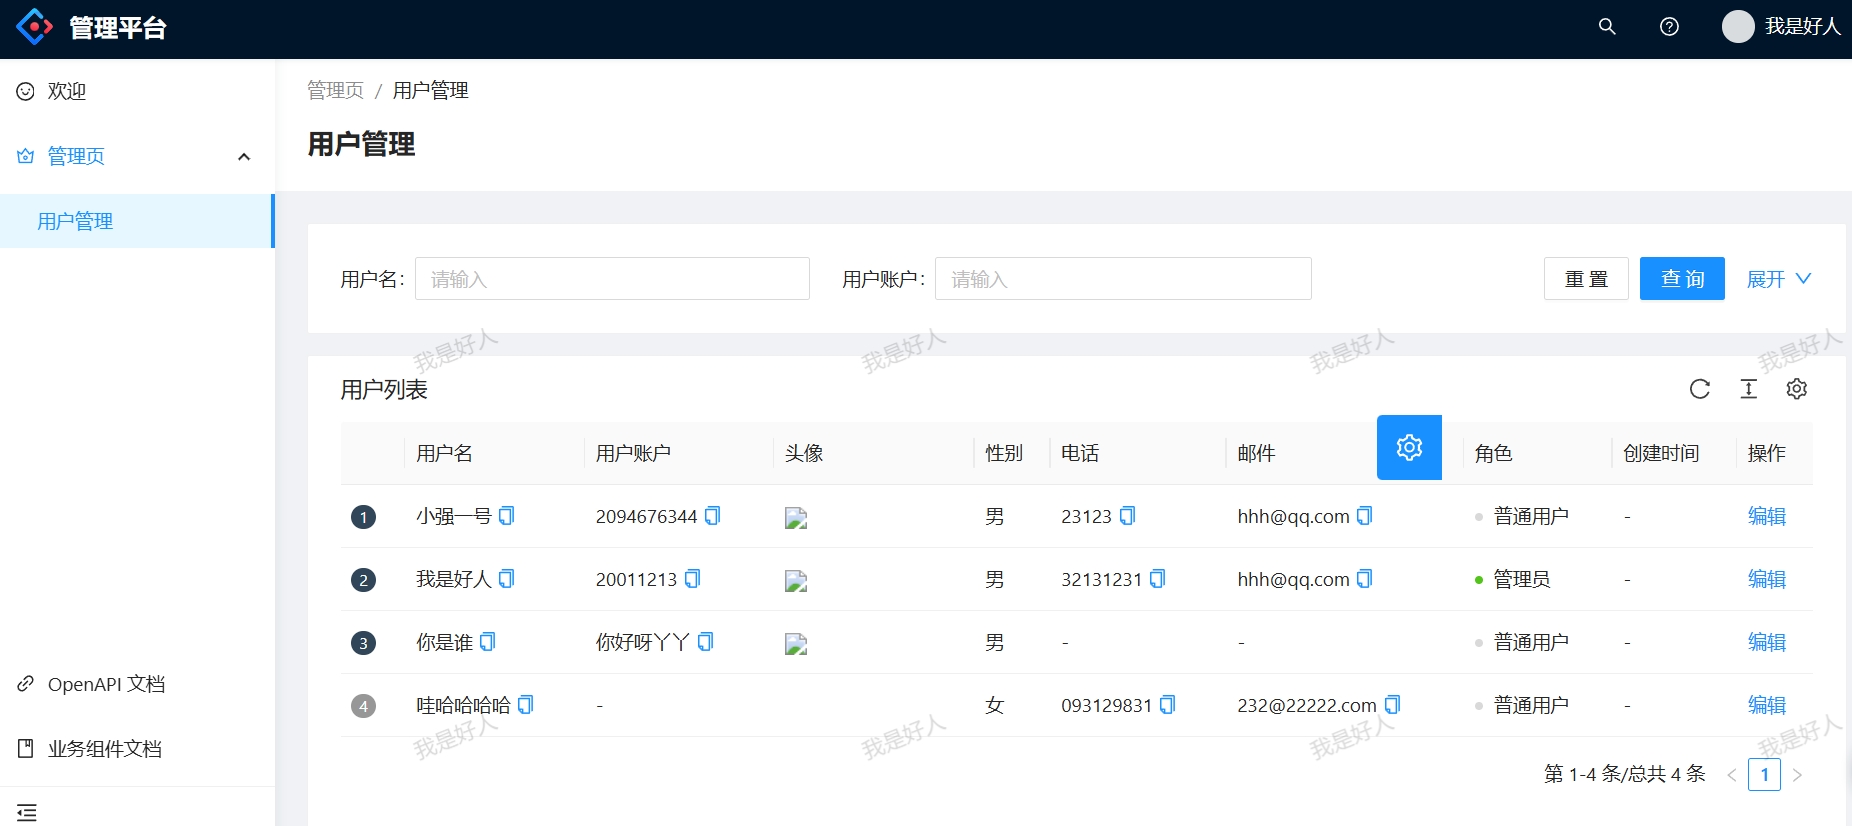 管理平台
我是好人
欢迎
管理页
用户管理
OpenAPI 文档
业务组件文档
管理页 / 用户管理
用户管理
用户名: 请输入 用户账户: 请输入 重 置 查 询 展开
我是好人 我是好人 我是好人 我是好人
用户列表
用户名 用户账户 头像 性别 电话 邮件 角色 创建时间 操作
1 小强一号 2094676344 男 23123 hhh@qq.com 普通用户 - 编辑
2 我是好人 20011213 男 32131231 hhh@qq.com 管理员 - 编辑
3 你是谁 你好呀丫丫 男 - - 普通用户 - 编辑
4 哇哈哈哈哈 - 女 093129831 232@22222.com 普通用户 - 编辑
我是好人 我是好人 我是好人 我是好人
第 1-4 条/总共 4 条 < 1 >